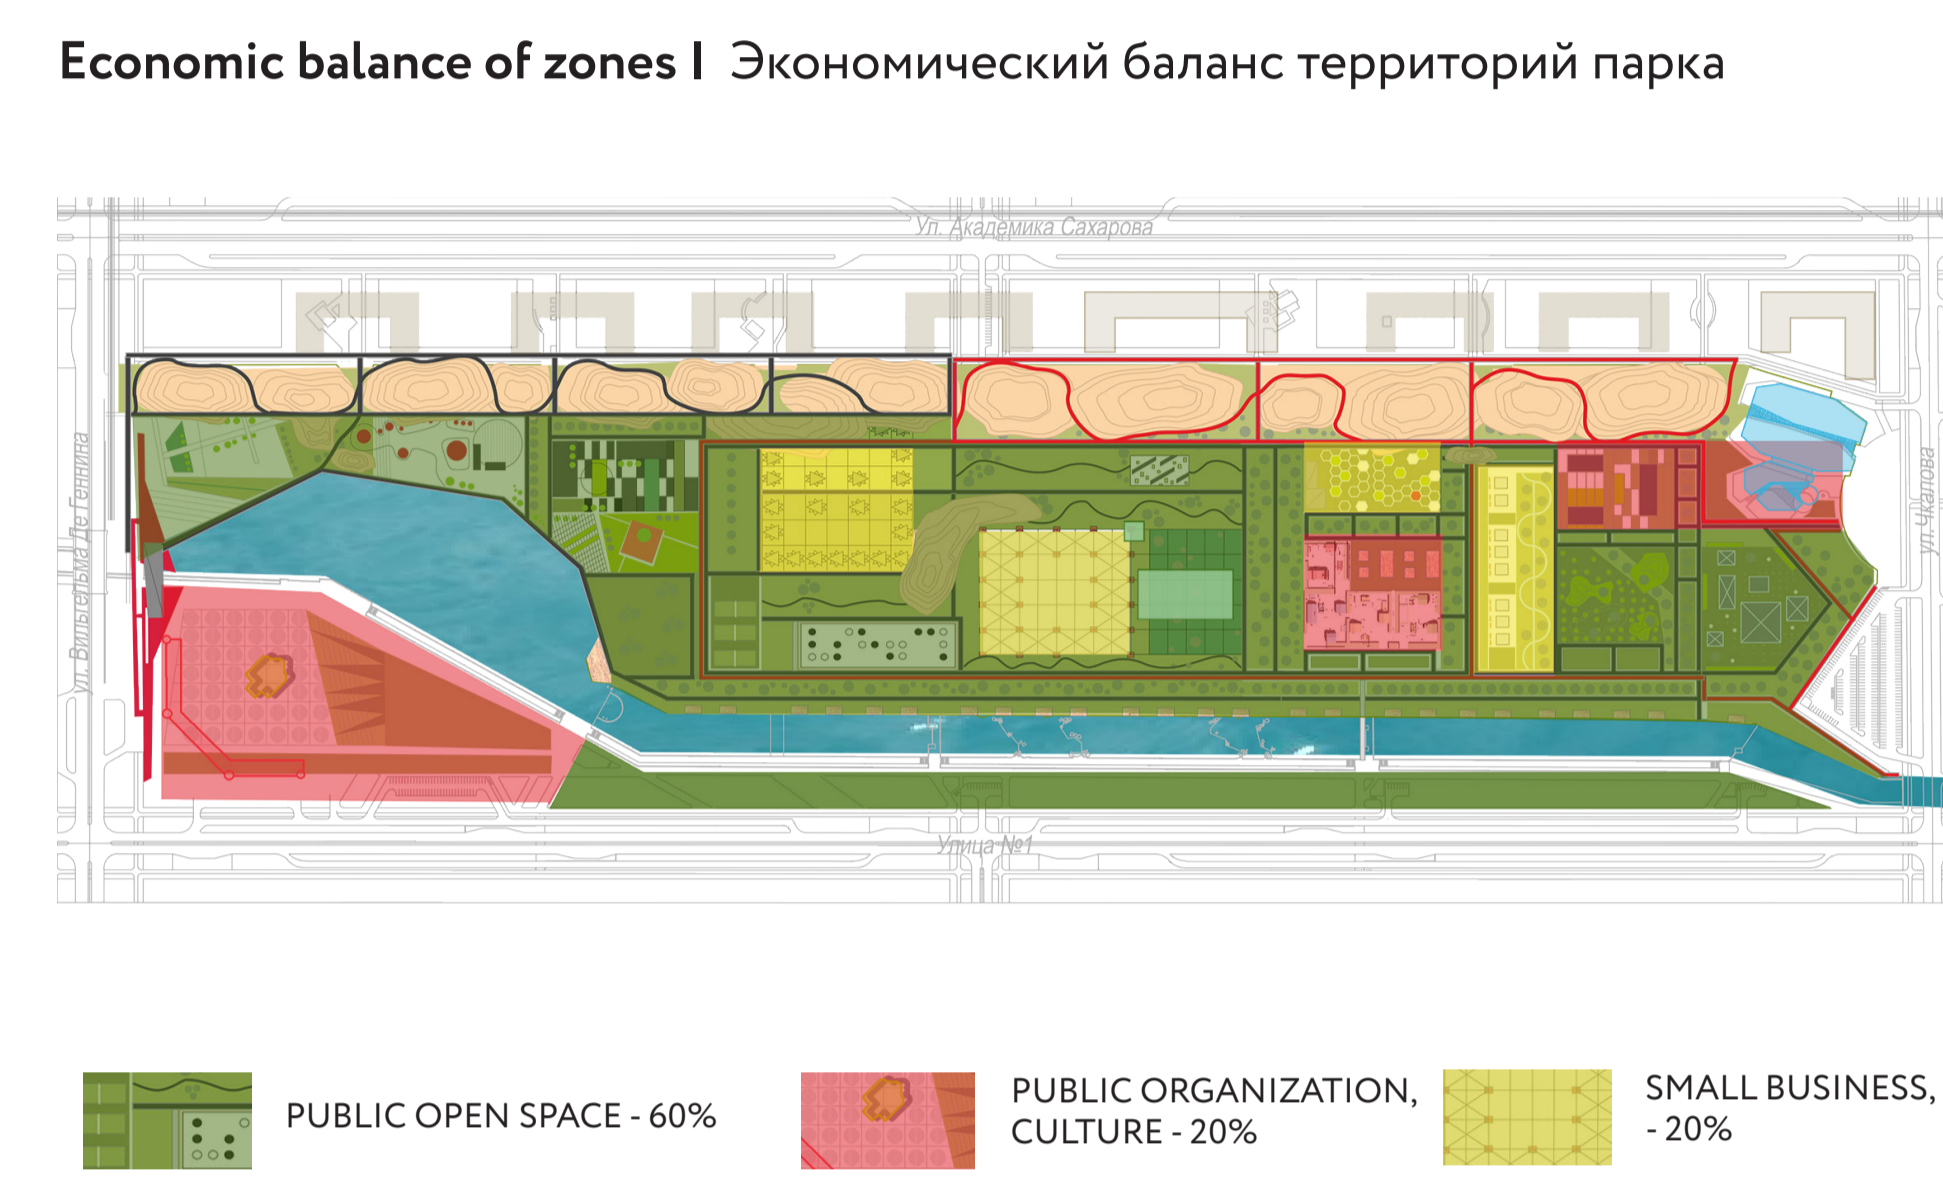 Economic balance of zones | Экономический баланс территорий парка
Ул. Академика Сахарова
ул. Вильгельма Де Геннина
ул. Чкалова
Улица №1
PUBLIC OPEN SPACE - 60%
PUBLIC ORGANIZATION,
CULTURE - 20%
SMALL BUSINESS,
- 20%